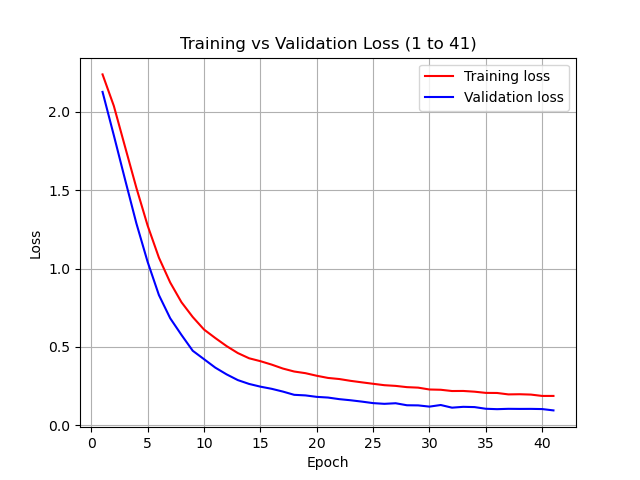 Training vs Validation Loss (1 to 41)
Training loss
Validation loss
2.0
1.5
1.0
0.5
0.0
Loss
0 5 10 15 20 25 30 35 40
Epoch